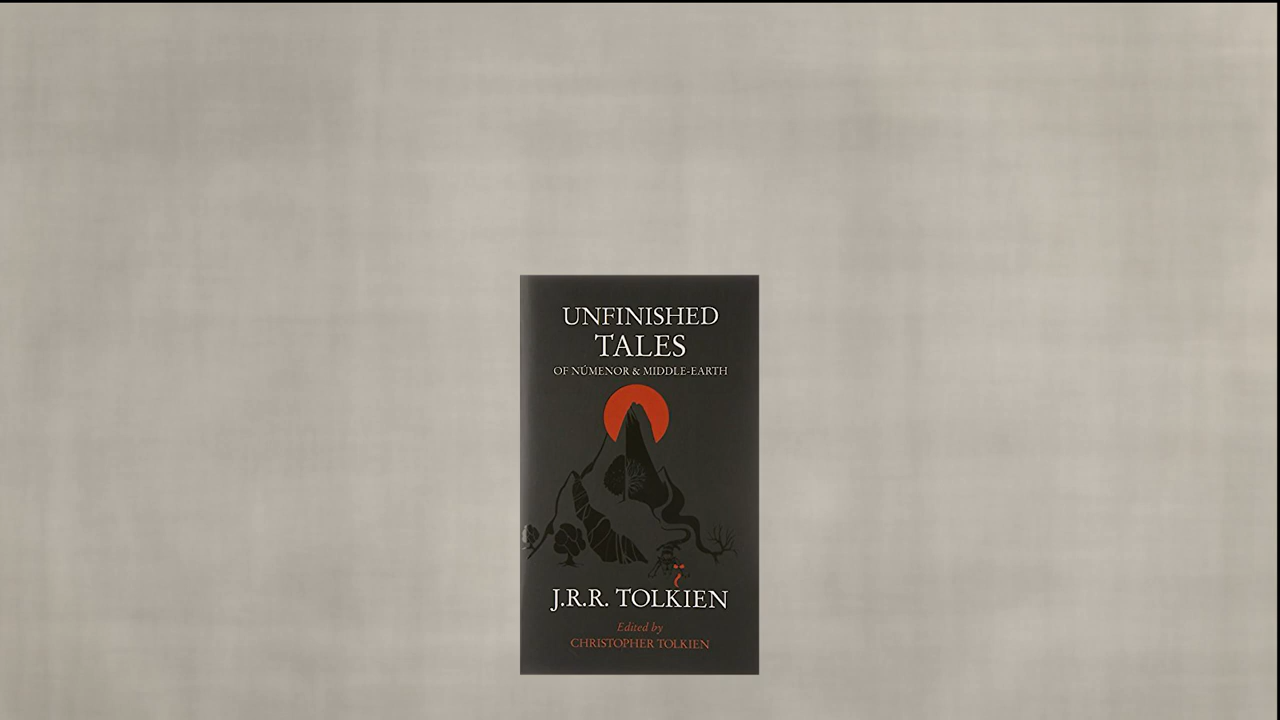 UNFINISHED
TALES
OF NÚMENOR & MIDDLE-EARTH
J.R.R. TOLKIEN
Edited by
CHRISTOPHER TOLKIEN